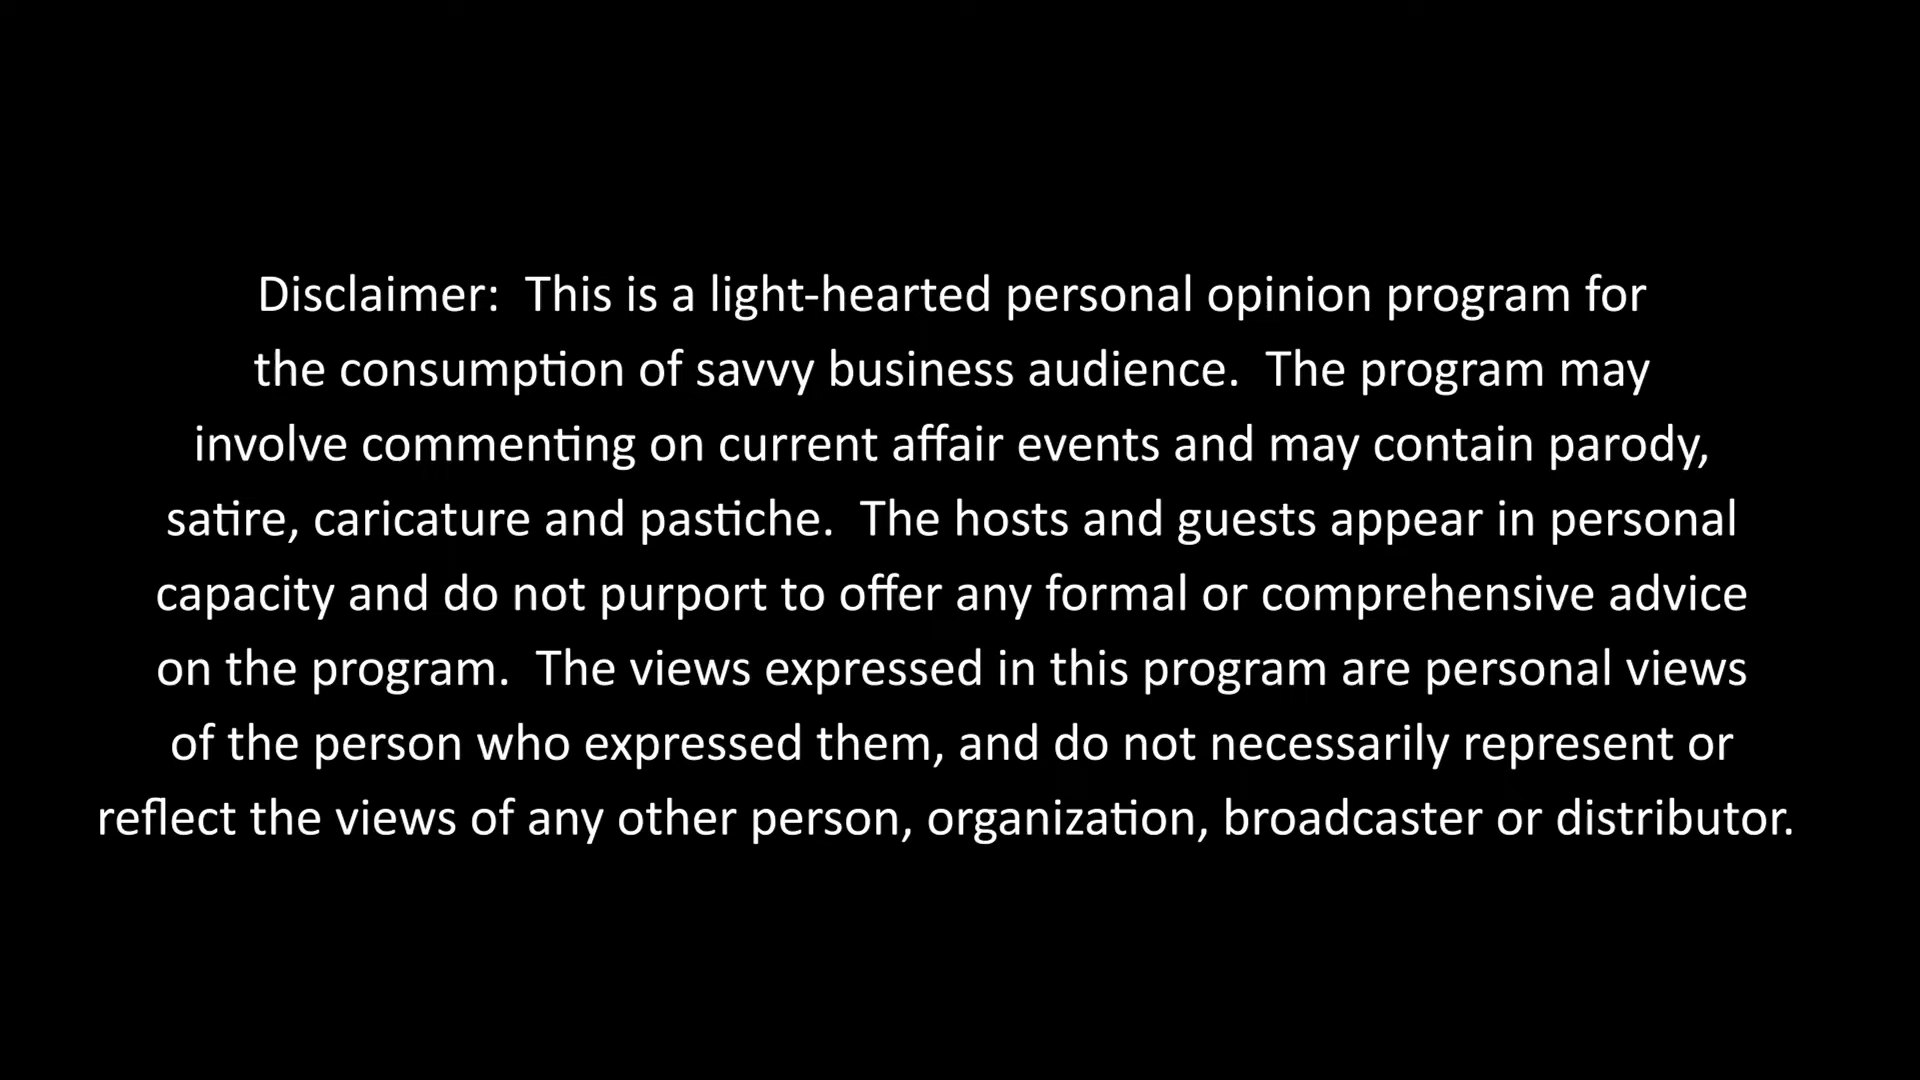 Disclaimer:  This is a light-hearted personal opinion program for
the consumption of savvy business audience.  The program may
involve commenting on current affair events and may contain parody,
satire, caricature and pastiche.  The hosts and guests appear in personal
capacity and do not purport to offer any formal or comprehensive advice
on the program.  The views expressed in this program are personal views
of the person who expressed them, and do not necessarily represent or
reflect the views of any other person, organization, broadcaster or distributor.